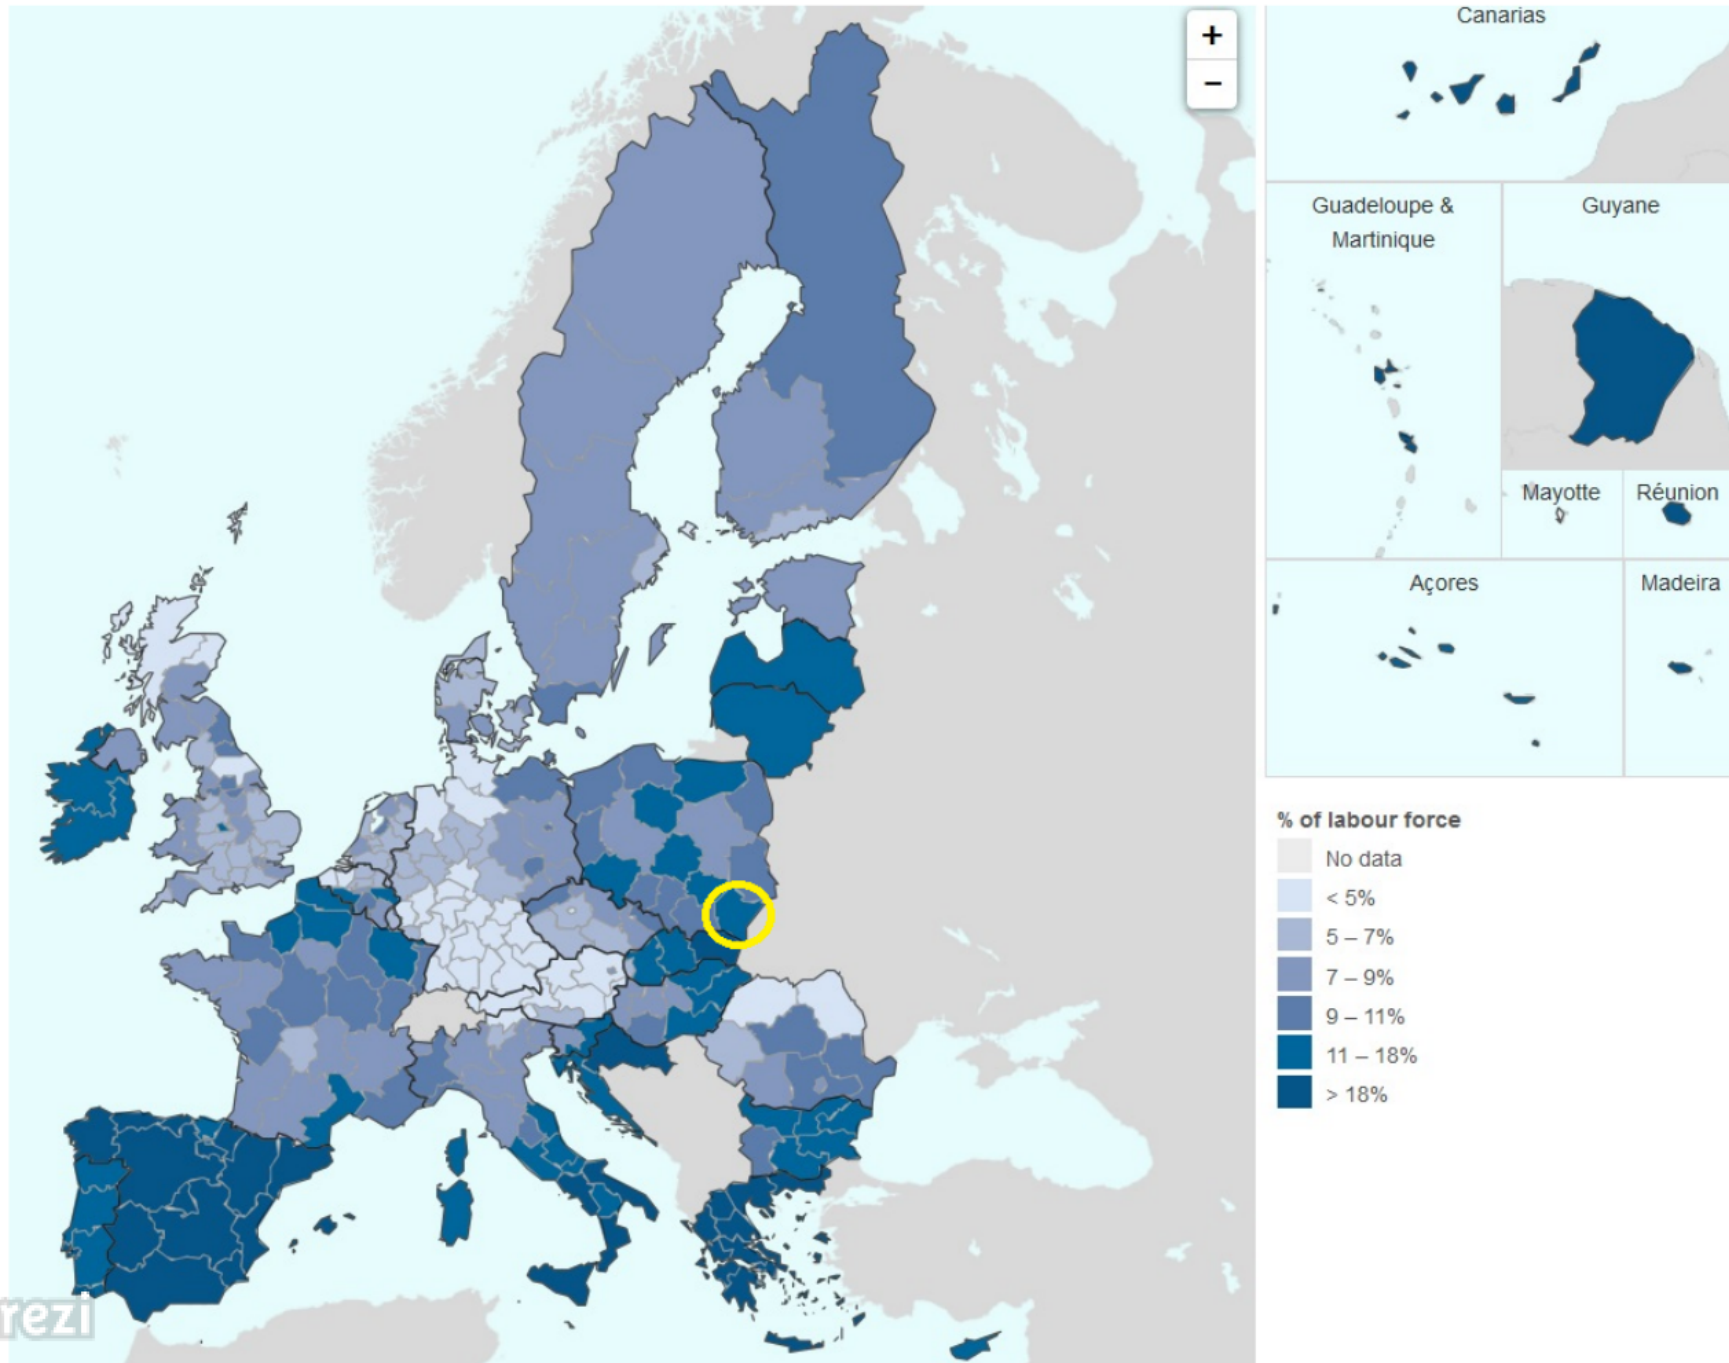 +
−
Canarias
Guadeloupe &
Martinique
Guyane
Mayotte
Réunion
Açores
Madeira
% of labour force
No data
< 5%
5 – 7%
7 – 9%
9 – 11%
11 – 18%
> 18%
rezi